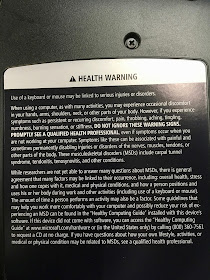 ⚠ HEALTH WARNING
Use of a keyboard or mouse may be linked to serious injuries or disorders.
When using a computer, as with many activities, you may experience occasional discomfort
in your hands, arms, shoulders, neck, or other parts of your body. However, if you experience
symptoms such as persistent or recurring discomfort, pain, throbbing, aching, tingling,
numbness, burning sensation, or stiffness, DO NOT IGNORE THESE WARNING SIGNS.
PROMPTLY SEE A QUALIFIED HEALTH PROFESSIONAL, even if symptoms occur when you
are not working at your computer. Symptoms like these can be associated with painful and
sometimes permanently disabling injuries or disorders of the nerves, muscles, tendons, or
other parts of the body. These musculoskeletal disorders (MSDs) include carpal tunnel
syndrome, tendonitis, tenosynovitis, and other conditions.
While researchers are not yet able to answer many questions about MSDs, there is general
agreement that many factors may be linked to their occurrence, including: overall health, stress
and how one copes with it, medical and physical conditions, and how a person positions and
uses his or her body during work and other activities (including use of a keyboard or mouse).
The amount of time a person performs an activity may also be a factor. Some guidelines that
may help you work more comfortably with your computer and possibly reduce your risk of ex-
periencing an MSD can be found in the "Healthy Computing Guide" installed with this device's
software. If this device did not come with software, you can access the "Healthy Computing
Guide" at www.microsoft.com/hardware or (in the United States only) by calling (800) 360-7561
to request a CD at no charge. If you have questions about how your own lifestyle, activities, or
medical or physical condition may be related to MSDs, see a qualified health professional.